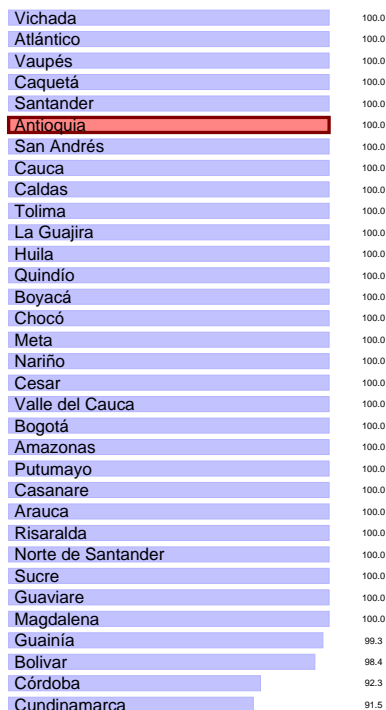 Vichada 100.0
Atlántico 100.0
Vaupés 100.0
Caquetá 100.0
Santander 100.0
Antioquia 100.0
San Andrés 100.0
Cauca 100.0
Caldas 100.0
Tolima 100.0
La Guajira 100.0
Huila 100.0
Quindío 100.0
Boyacá 100.0
Chocó 100.0
Meta 100.0
Nariño 100.0
Cesar 100.0
Valle del Cauca 100.0
Bogotá 100.0
Amazonas 100.0
Putumayo 100.0
Casanare 100.0
Arauca 100.0
Risaralda 100.0
Norte de Santander 100.0
Sucre 100.0
Guaviare 100.0
Magdalena 100.0
Guainía 99.3
Bolivar 98.4
Córdoba 92.3
Cundinamarca 91.5